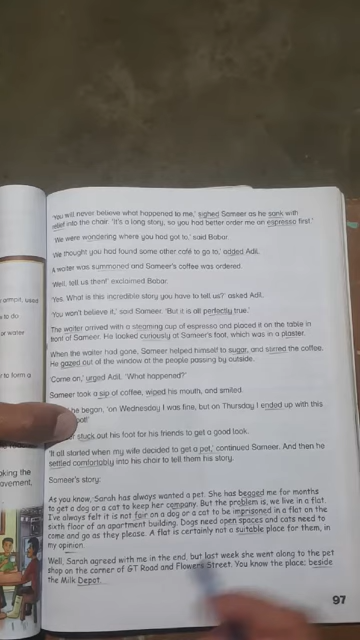 'You will never believe what happened to me,' sighed Sameer as he sank with
relief into the chair. 'It's a long story, so you had better order me an espresso first.'
'We were wondering where you had got to,' said Babar.
'We thought you had found some other café to go to,' added Adil.
A waiter was summoned and Sameer's coffee was ordered.
'Well, tell us then!' exclaimed Babar.
'Yes. What is this incredible story you have to tell us?' asked Adil.
'You won't believe it,' said Sameer. 'But it is all perfectly true.'
The waiter arrived with a steaming cup of espresso and placed it on the table in
front of Sameer. He looked curiously at Sameer's foot, which was in a plaster.
When the waiter had gone, Sameer helped himself to sugar, and stirred the coffee.
He gazed out of the window at the people passing by outside.
'Come on,' urged Adil. 'What happened?'
Sameer took a sip of coffee, wiped his mouth, and smiled.
he began, 'on Wednesday I was fine, but on Thursday I ended up with this
stuck out his foot for his friends to get a good look.
'It all started when my wife decided to get a pet,' continued Sameer. And then he
settled comfortably into his chair to tell them his story.
Sameer's story:
As you know, Sarah has always wanted a pet. She has begged me for months
to get a dog or a cat to keep her company. But the problem is, we live in a flat.
I've always felt it is not fair on a dog or a cat to be imprisoned in a flat on the
sixth floor of an apartment building. Dogs need open spaces and cats need to
come and go as they please. A flat is certainly not a suitable place for them, in
my opinion.
Well, Sarah agreed with me in the end, but last week she went along to the pet
shop on the corner of GT Road and Flowers Street. You know the place; beside
the Milk Depot.
97
armpit, used
to do
or water
to form a
oking the
avement,